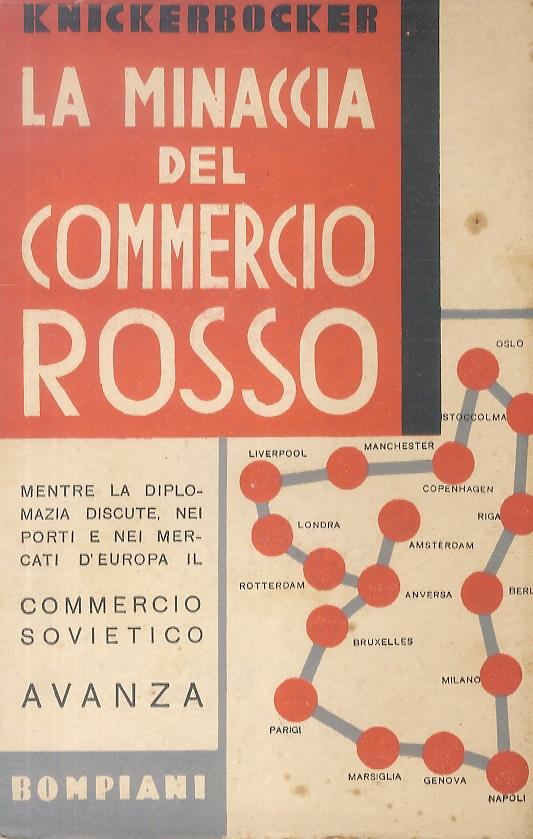 KNICKERBOCKER
LA MINACCIA
DEL
COMMERCIO
ROSSO
MENTRE LA DIPLO-
MAZIA DISCUTE, NEI
PORTI E NEI MER-
CATI D'EUROPA IL
COMMERCIO
SOVIETICO
AVANZA
BOMPIANI
OSLO
STOCCOLMA
MANCHESTER
LIVERPOOL
COPENHAGEN
RIGA
LONDRA
AMSTERDAM
ROTTERDAM
ANVERSA
BERL
BRUXELLES
MILANO
PARIGI
MARSIGLIA
GENOVA
NAPOLI